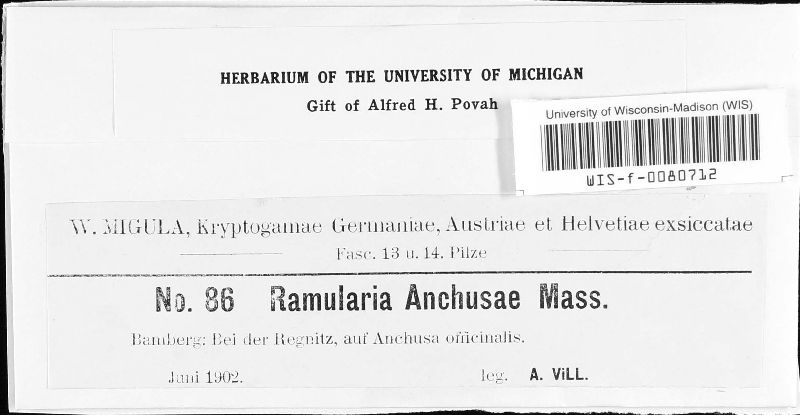 HERBARIUM OF THE UNIVERSITY OF MICHIGAN
Gift of Alfred H. Povah
University of Wisconsin-Madison (WIS)
WIS-f-0080712
W. MIGULA, Kryptogamae Germaniae, Austriae et Helvetiae exsiccatae
Fasc. 13 u. 14. Pilze
No. 86 Ramularia Anchusae Mass.
Bamberg: Bei der Regnitz, auf Anchusa officinalis.
Juni 1902. leg. A. ViLL.